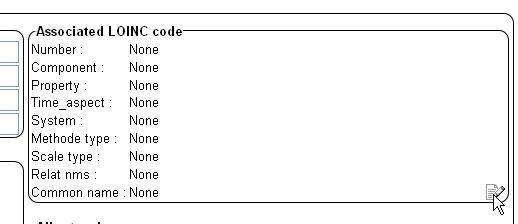 Associated LOINC code
Number : None
Component : None
Property : None
Time_aspect : None
System : None
Methode type : None
Scale type : None
Relat nms : None
Common name : None